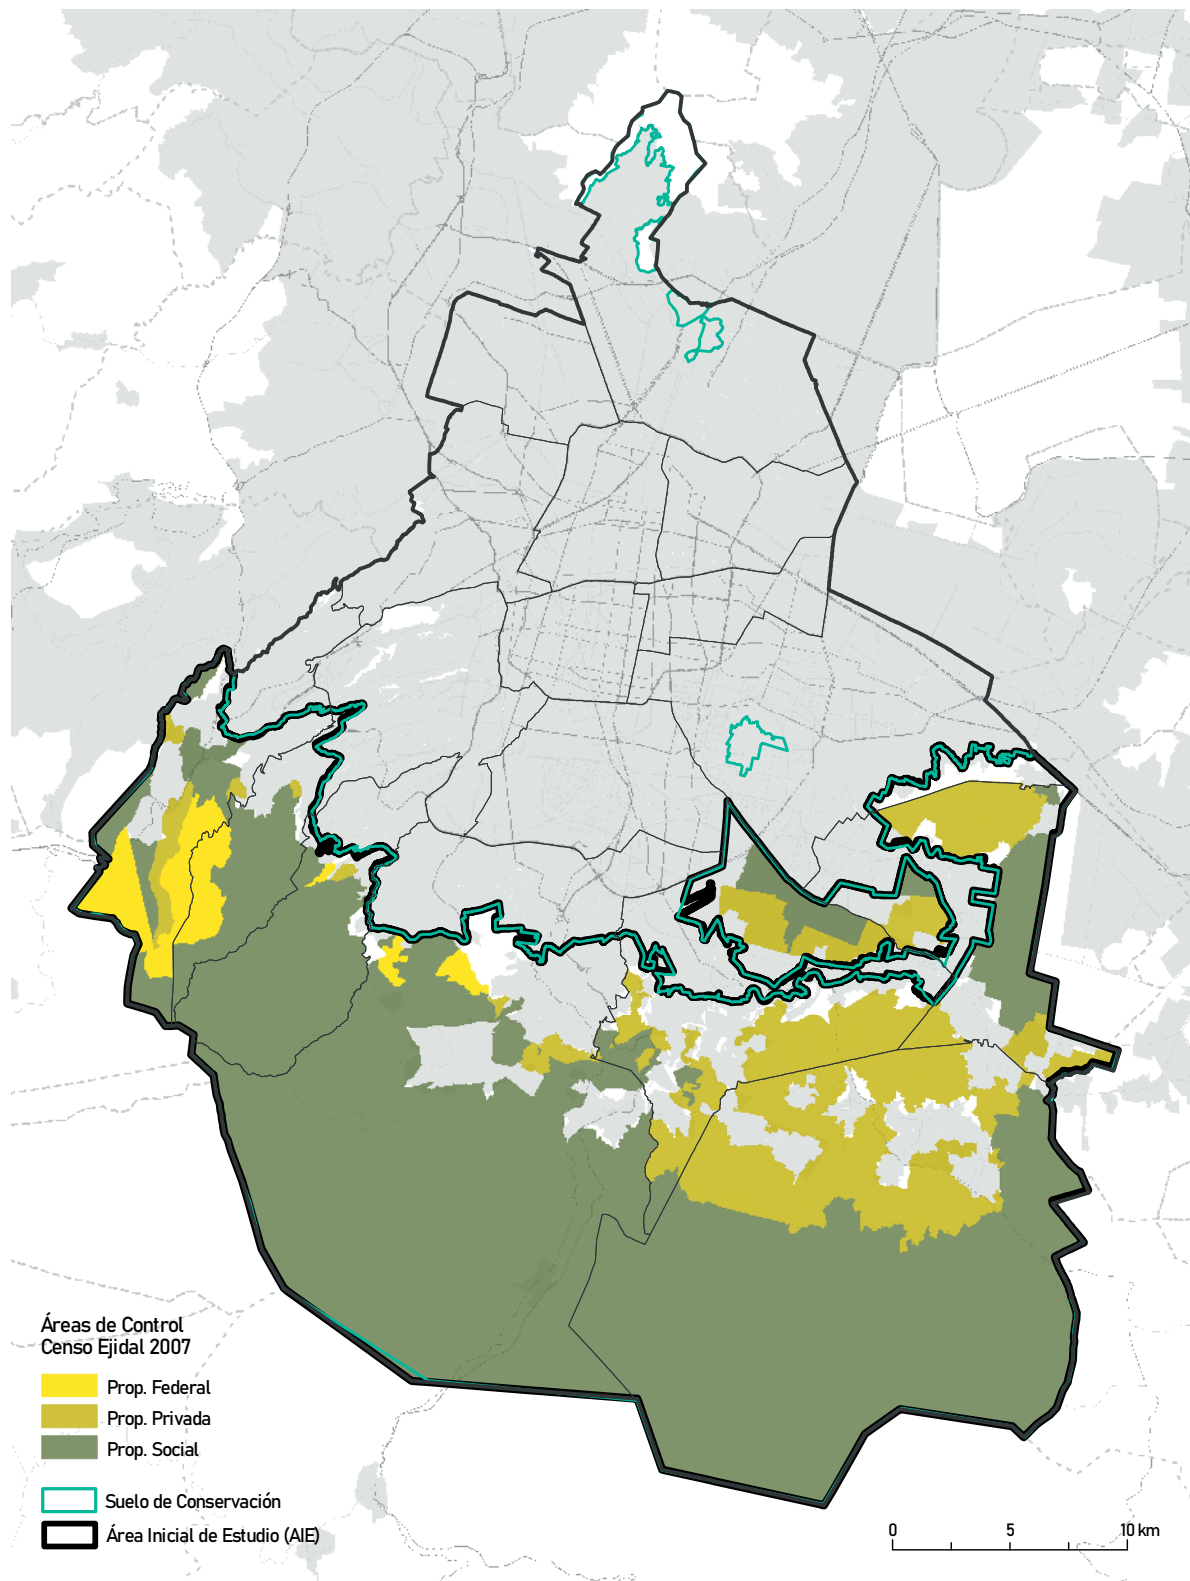 Áreas de Control
Censo Ejidal 2007
Prop. Federal
Prop. Privada
Prop. Social
Suelo de Conservación
Área Inicial de Estudio (AIE)
0 5 10 km